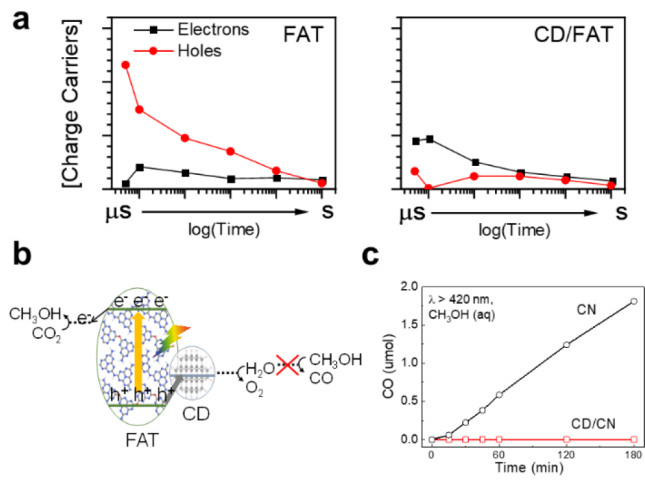 a
Electrons
Holes
FAT
CD/FAT
[Charge Carriers]
μs
s
log(Time)
μs
s
log(Time)
b
CH₃OH
CO₂
e⁻
e⁻ e⁻ e⁻
h⁺ h⁺ h⁺
FAT
CD
H₂O
O₂
CH₃OH
CO
c
λ > 420 nm,
CH₃OH (aq)
CN
CD/CN
CO (umol)
2.0
1.5
1.0
0.5
0.0
0
60
120
180
Time (min)